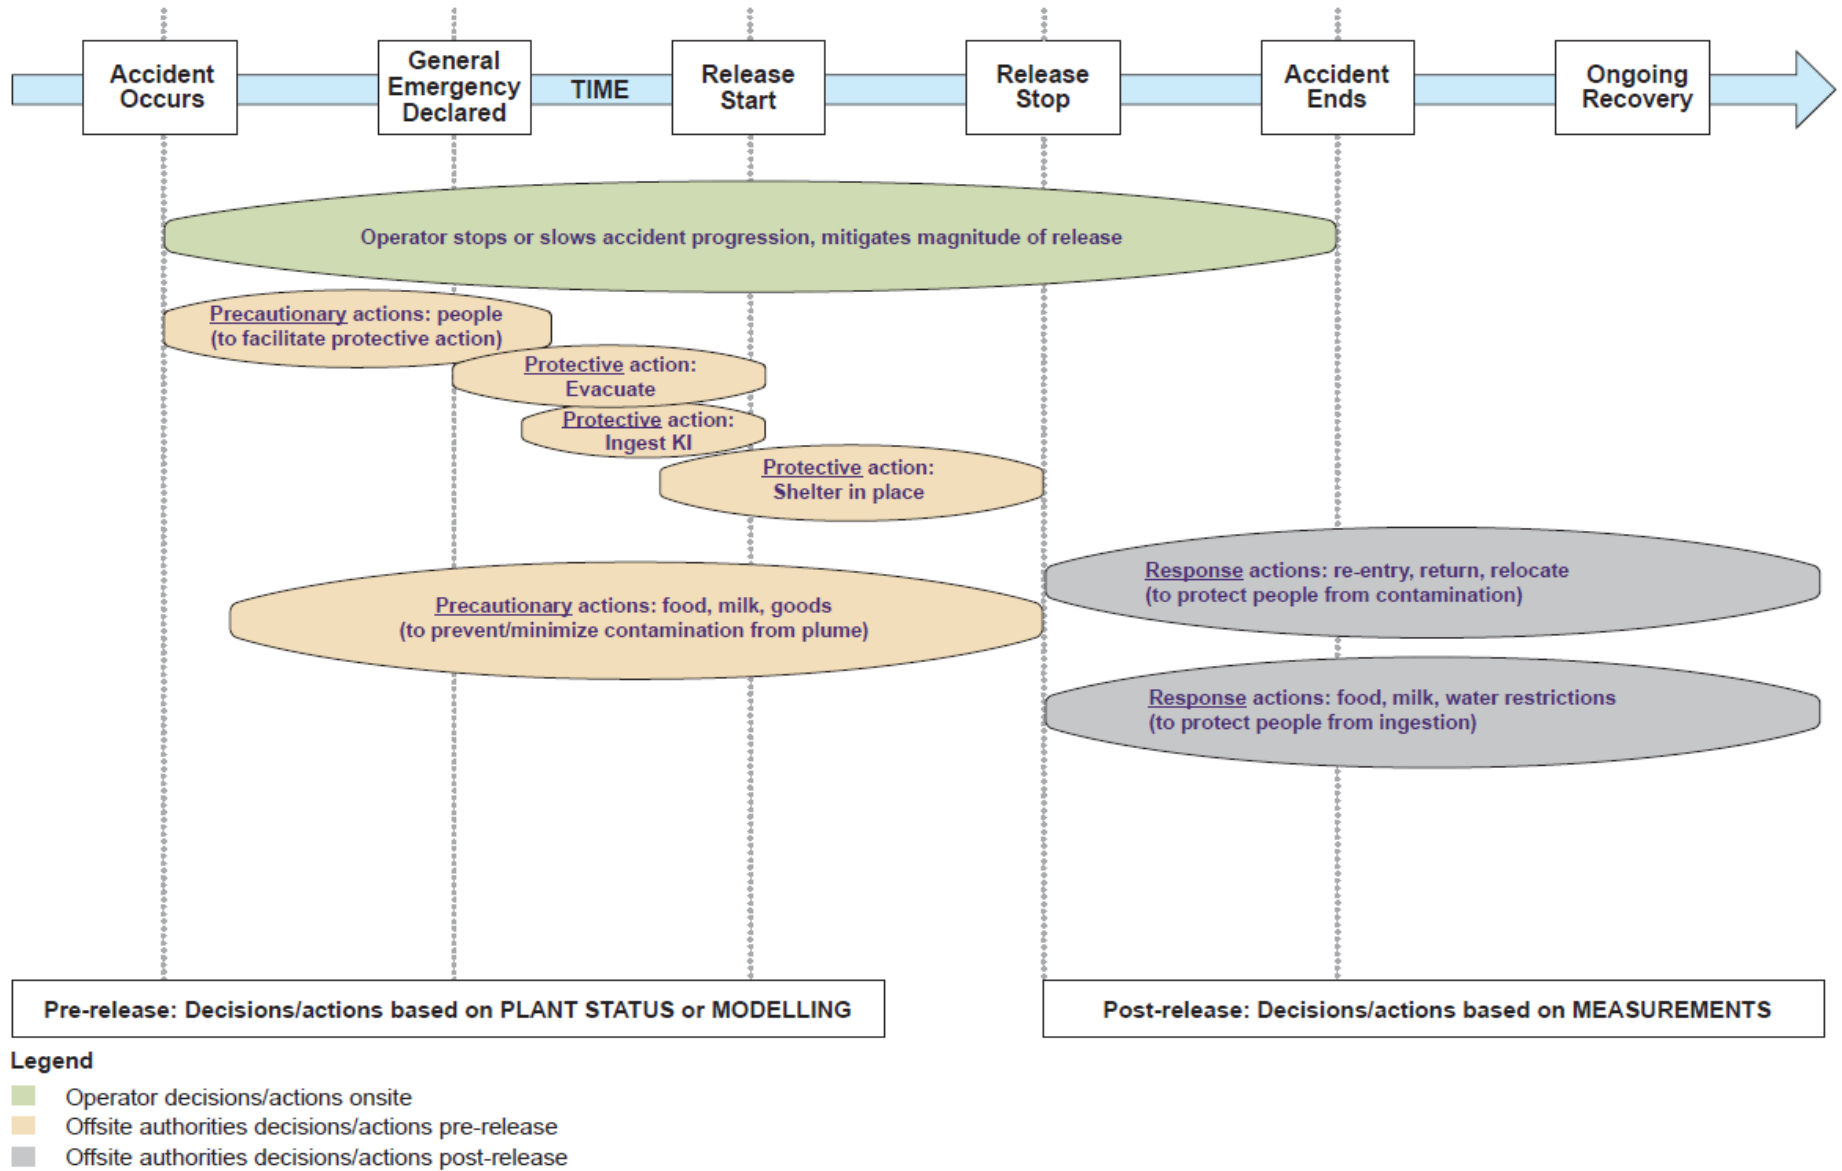 Accident
Occurs
General
Emergency
Declared
TIME
Release
Start
Release
Stop
Accident
Ends
Ongoing
Recovery
Operator stops or slows accident progression, mitigates magnitude of release
Precautionary actions: people
(to facilitate protective action)
Protective action:
Evacuate
Protective action:
Ingest KI
Protective action:
Shelter in place
Response actions: re-entry, return, relocate
(to protect people from contamination)
Precautionary actions: food, milk, goods
(to prevent/minimize contamination from plume)
Response actions: food, milk, water restrictions
(to protect people from ingestion)
Pre-release: Decisions/actions based on PLANT STATUS or MODELLING
Post-release: Decisions/actions based on MEASUREMENTS
Legend
Operator decisions/actions onsite
Offsite authorities decisions/actions pre-release
Offsite authorities decisions/actions post-release